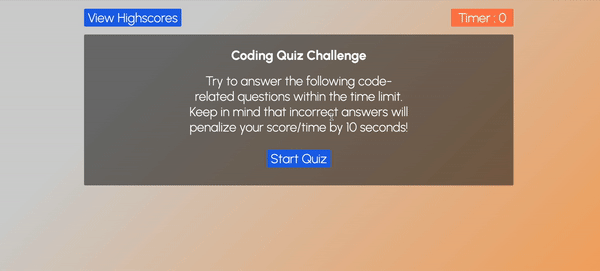 View Highscores
Timer : 0
Coding Quiz Challenge
Try to answer the following code-
related questions within the time limit.
Keep in mind that incorrect answers will
penalize your score/time by 10 seconds!
Start Quiz